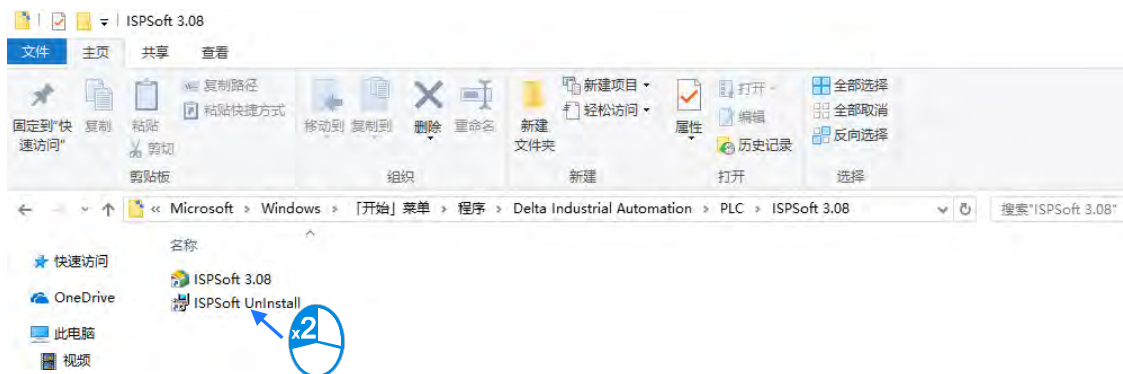 ISPSoft 3.08
文件 主页 共享 查看
固定到"快速访问"
复制
粘贴
复制路径
粘贴快捷方式
剪切
移动到 复制到 删除 重命名
新建文件夹
新建项目
轻松访问
属性
打开
编辑
历史记录
全部选择
全部取消
反向选择
剪贴板 组织 新建 打开 选择
« Microsoft > Windows > 「开始」菜单 > 程序 > Delta Industrial Automation > PLC > ISPSoft 3.08
搜索"ISPSoft 3.08"
名称
快速访问
ISPSoft 3.08
OneDrive
ISPSoft UnInstall
x2
此电脑
视频